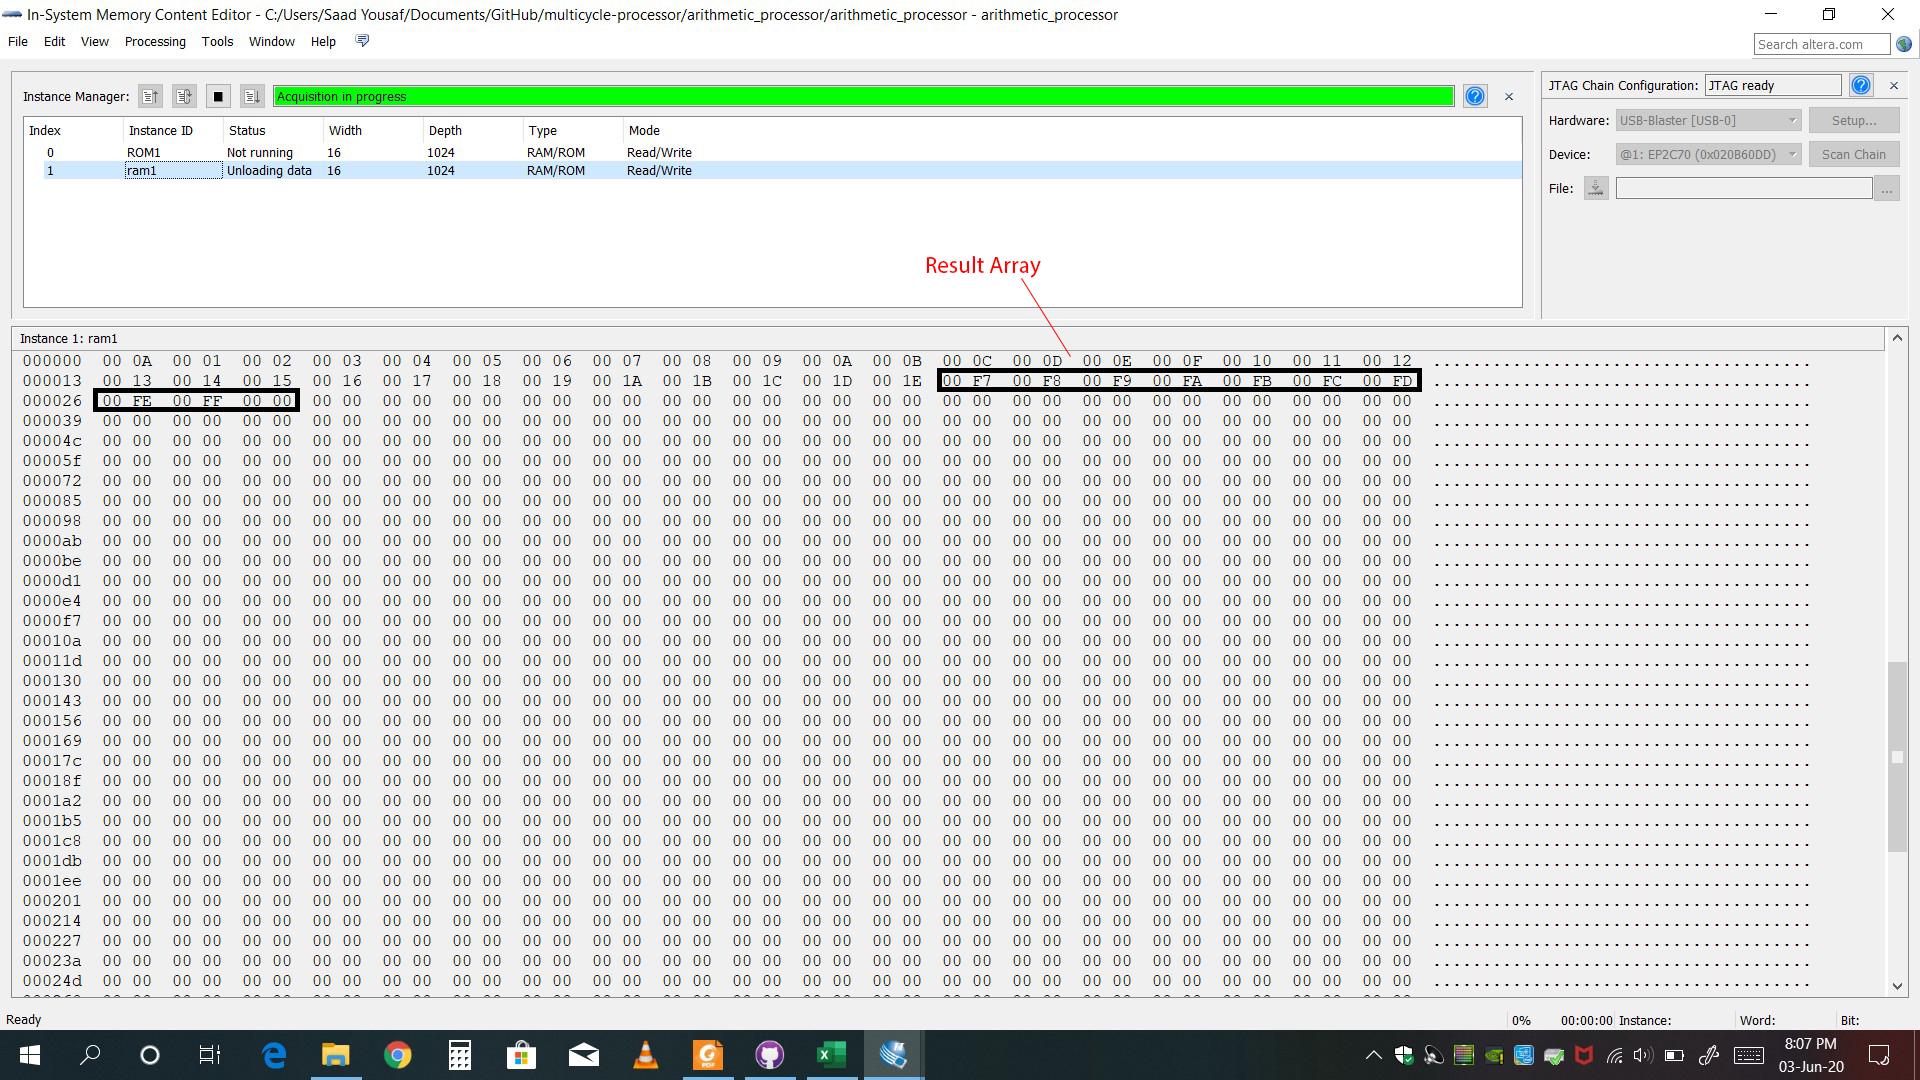 In-System Memory Content Editor - C:/Users/Saad Yousaf/Documents/GitHub/multicycle-processor/arithmetic_processor/arithmetic_processor - arithmetic_processor
File Edit View Processing Tools Window Help
Search altera.com
Instance Manager: Acquisition in progress
JTAG Chain Configuration: JTAG ready
Index Instance ID Status Width Depth Type Mode
0 ROM1 Not running 16 1024 RAM/ROM Read/Write
1 ram1 Unloading data 16 1024 RAM/ROM Read/Write
Hardware: USB-Blaster [USB-0] Setup...
Device: @1: EP2C70 (0x020B60DD) Scan Chain
File: ...
Result Array
Instance 1: ram1
000000 00 0A 00 01 00 02 00 03 00 04 00 05 00 06 00 07 00 08 00 09 00 0A 00 0B 00 0C 00 0D 00 0E 00 0F 00 10 00 11 00 12 ......................................
000013 00 13 00 14 00 15 00 16 00 17 00 18 00 19 00 1A 00 1B 00 1C 00 1D 00 1E 00 F7 00 F8 00 F9 00 FA 00 FB 00 FC 00 FD ......................................
000026 00 FE 00 FF 00 00 00 00 00 00 00 00 00 00 00 00 00 00 00 00 00 00 00 00 00 00 00 00 00 00 00 00 00 00 00 00 00 00 ......................................
000039 00 00 00 00 00 00 00 00 00 00 00 00 00 00 00 00 00 00 00 00 00 00 00 00 00 00 00 00 00 00 00 00 00 00 00 00 00 00 ......................................
00004c 00 00 00 00 00 00 00 00 00 00 00 00 00 00 00 00 00 00 00 00 00 00 00 00 00 00 00 00 00 00 00 00 00 00 00 00 00 00 ......................................
00005f 00 00 00 00 00 00 00 00 00 00 00 00 00 00 00 00 00 00 00 00 00 00 00 00 00 00 00 00 00 00 00 00 00 00 00 00 00 00 ......................................
000072 00 00 00 00 00 00 00 00 00 00 00 00 00 00 00 00 00 00 00 00 00 00 00 00 00 00 00 00 00 00 00 00 00 00 00 00 00 00 ......................................
000085 00 00 00 00 00 00 00 00 00 00 00 00 00 00 00 00 00 00 00 00 00 00 00 00 00 00 00 00 00 00 00 00 00 00 00 00 00 00 ......................................
000098 00 00 00 00 00 00 00 00 00 00 00 00 00 00 00 00 00 00 00 00 00 00 00 00 00 00 00 00 00 00 00 00 00 00 00 00 00 00 ......................................
0000ab 00 00 00 00 00 00 00 00 00 00 00 00 00 00 00 00 00 00 00 00 00 00 00 00 00 00 00 00 00 00 00 00 00 00 00 00 00 00 ......................................
0000be 00 00 00 00 00 00 00 00 00 00 00 00 00 00 00 00 00 00 00 00 00 00 00 00 00 00 00 00 00 00 00 00 00 00 00 00 00 00 ......................................
0000d1 00 00 00 00 00 00 00 00 00 00 00 00 00 00 00 00 00 00 00 00 00 00 00 00 00 00 00 00 00 00 00 00 00 00 00 00 00 00 ......................................
0000e4 00 00 00 00 00 00 00 00 00 00 00 00 00 00 00 00 00 00 00 00 00 00 00 00 00 00 00 00 00 00 00 00 00 00 00 00 00 00 ......................................
0000f7 00 00 00 00 00 00 00 00 00 00 00 00 00 00 00 00 00 00 00 00 00 00 00 00 00 00 00 00 00 00 00 00 00 00 00 00 00 00 ......................................
00010a 00 00 00 00 00 00 00 00 00 00 00 00 00 00 00 00 00 00 00 00 00 00 00 00 00 00 00 00 00 00 00 00 00 00 00 00 00 00 ......................................
00011d 00 00 00 00 00 00 00 00 00 00 00 00 00 00 00 00 00 00 00 00 00 00 00 00 00 00 00 00 00 00 00 00 00 00 00 00 00 00 ......................................
000130 00 00 00 00 00 00 00 00 00 00 00 00 00 00 00 00 00 00 00 00 00 00 00 00 00 00 00 00 00 00 00 00 00 00 00 00 00 00 ......................................
000143 00 00 00 00 00 00 00 00 00 00 00 00 00 00 00 00 00 00 00 00 00 00 00 00 00 00 00 00 00 00 00 00 00 00 00 00 00 00 ......................................
000156 00 00 00 00 00 00 00 00 00 00 00 00 00 00 00 00 00 00 00 00 00 00 00 00 00 00 00 00 00 00 00 00 00 00 00 00 00 00 ......................................
000169 00 00 00 00 00 00 00 00 00 00 00 00 00 00 00 00 00 00 00 00 00 00 00 00 00 00 00 00 00 00 00 00 00 00 00 00 00 00 ......................................
00017c 00 00 00 00 00 00 00 00 00 00 00 00 00 00 00 00 00 00 00 00 00 00 00 00 00 00 00 00 00 00 00 00 00 00 00 00 00 00 ......................................
00018f 00 00 00 00 00 00 00 00 00 00 00 00 00 00 00 00 00 00 00 00 00 00 00 00 00 00 00 00 00 00 00 00 00 00 00 00 00 00 ......................................
0001a2 00 00 00 00 00 00 00 00 00 00 00 00 00 00 00 00 00 00 00 00 00 00 00 00 00 00 00 00 00 00 00 00 00 00 00 00 00 00 ......................................
0001b5 00 00 00 00 00 00 00 00 00 00 00 00 00 00 00 00 00 00 00 00 00 00 00 00 00 00 00 00 00 00 00 00 00 00 00 00 00 00 ......................................
0001c8 00 00 00 00 00 00 00 00 00 00 00 00 00 00 00 00 00 00 00 00 00 00 00 00 00 00 00 00 00 00 00 00 00 00 00 00 00 00 ......................................
0001db 00 00 00 00 00 00 00 00 00 00 00 00 00 00 00 00 00 00 00 00 00 00 00 00 00 00 00 00 00 00 00 00 00 00 00 00 00 00 ......................................
0001ee 00 00 00 00 00 00 00 00 00 00 00 00 00 00 00 00 00 00 00 00 00 00 00 00 00 00 00 00 00 00 00 00 00 00 00 00 00 00 ......................................
000201 00 00 00 00 00 00 00 00 00 00 00 00 00 00 00 00 00 00 00 00 00 00 00 00 00 00 00 00 00 00 00 00 00 00 00 00 00 00 ......................................
000214 00 00 00 00 00 00 00 00 00 00 00 00 00 00 00 00 00 00 00 00 00 00 00 00 00 00 00 00 00 00 00 00 00 00 00 00 00 00 ......................................
000227 00 00 00 00 00 00 00 00 00 00 00 00 00 00 00 00 00 00 00 00 00 00 00 00 00 00 00 00 00 00 00 00 00 00 00 00 00 00 ......................................
00023a 00 00 00 00 00 00 00 00 00 00 00 00 00 00 00 00 00 00 00 00 00 00 00 00 00 00 00 00 00 00 00 00 00 00 00 00 00 00 ......................................
00024d 00 00 00 00 00 00 00 00 00 00 00 00 00 00 00 00 00 00 00 00 00 00 00 00 00 00 00 00 00 00 00 00 00 00 00 00 00 00 ......................................
Ready 0% 00:00:00 Instance: Word: Bit:
8:07 PM
03-Jun-20